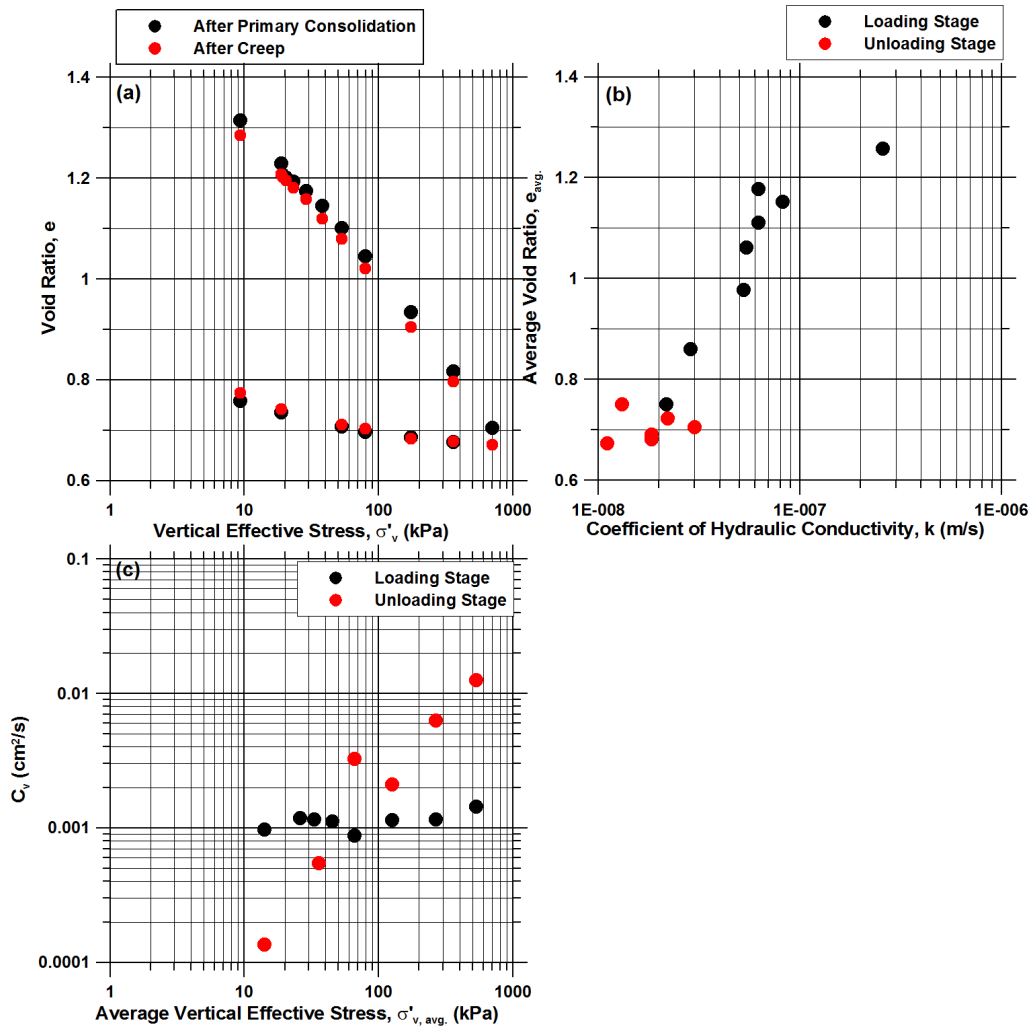 After Primary Consolidation
After Creep
(a)
1.4
1.2
1
0.8
0.6
Void Ratio, e
1 10 100 1000
Vertical Effective Stress, σ'v (kPa)
Loading Stage
Unloading Stage
(b)
1.4
1.2
1
0.8
0.6
Average Void Ratio, eavg.
1E-008 1E-007 1E-006
Coefficient of Hydraulic Conductivity, k (m/s)
(c)
Loading Stage
Unloading Stage
0.1
0.01
0.001
0.0001
Cv (cm²/s)
1 10 100 1000
Average Vertical Effective Stress, σ'v, avg. (kPa)